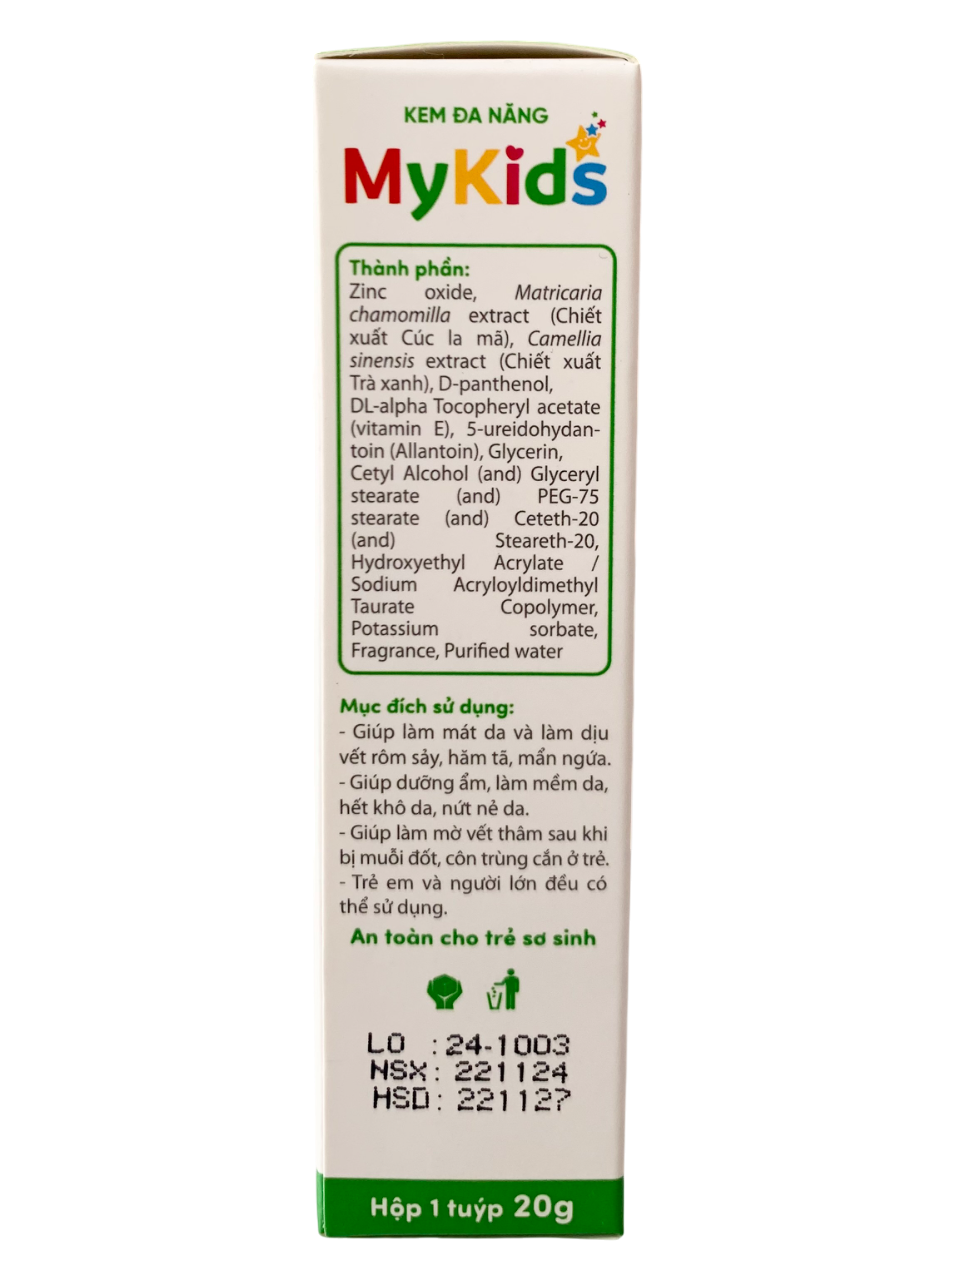 KEM ĐA NĂNG
MyKids
Thành phần:
Zinc oxide, Matricaria
chamomilla extract (Chiết
xuất Cúc la mã), Camellia
sinensis extract (Chiết xuất
Trà xanh), D-panthenol,
DL-alpha Tocopheryl acetate
(vitamin E), 5-ureidohydan-
toin (Allantoin), Glycerin,
Cetyl Alcohol (and) Glyceryl
stearate (and) PEG-75
stearate (and) Ceteth-20
(and) Steareth-20,
Hydroxyethyl Acrylate /
Sodium Acryloyldimethyl
Taurate Copolymer,
Potassium sorbate,
Fragrance, Purified water
Mục đích sử dụng:
- Giúp làm mát da và làm dịu
vết rôm sảy, hăm tã, mẩn ngứa.
- Giúp dưỡng ẩm, làm mềm da,
hết khô da, nứt nẻ da.
- Giúp làm mờ vết thâm sau khi
bị muỗi đốt, côn trùng cắn ở trẻ.
- Trẻ em và người lớn đều có
thể sử dụng.
An toàn cho trẻ sơ sinh
LO : 24-1003
NSX: 221124
HSD: 221127
Hộp 1 tuýp 20g